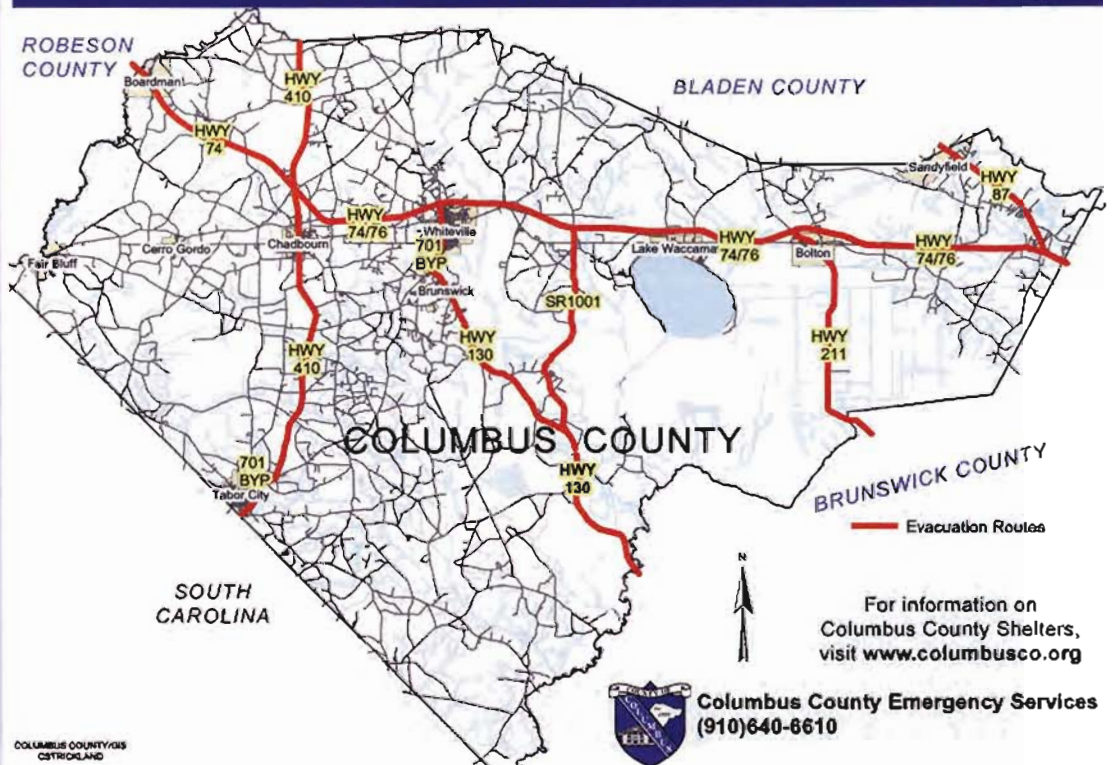 ROBESON
COUNTY
BLADEN COUNTY
Boardman
HWY
410
HWY
74
Sandyfield
HWY
87
HWY
74/76
Whiteville
701
BYP
Chadbourn
Cerro Gordo
Fair Bluff
Lake Waccamaw
HWY
74/76
Bolton
HWY
74/76
Brunswick
SR1001
HWY
130
HWY
211
HWY
410
COLUMBUS COUNTY
701
BYP
Tabor City
HWY
130
BRUNSWICK COUNTY
Evacuation Routes
SOUTH
CAROLINA
N
For information on
Columbus County Shelters,
visit www.columbusco.org
COUNTY OF
COLUMBUS
Columbus County Emergency Services
(910)640-6610
COLUMBUS COUNTY/GIS
CSTRICKLAND